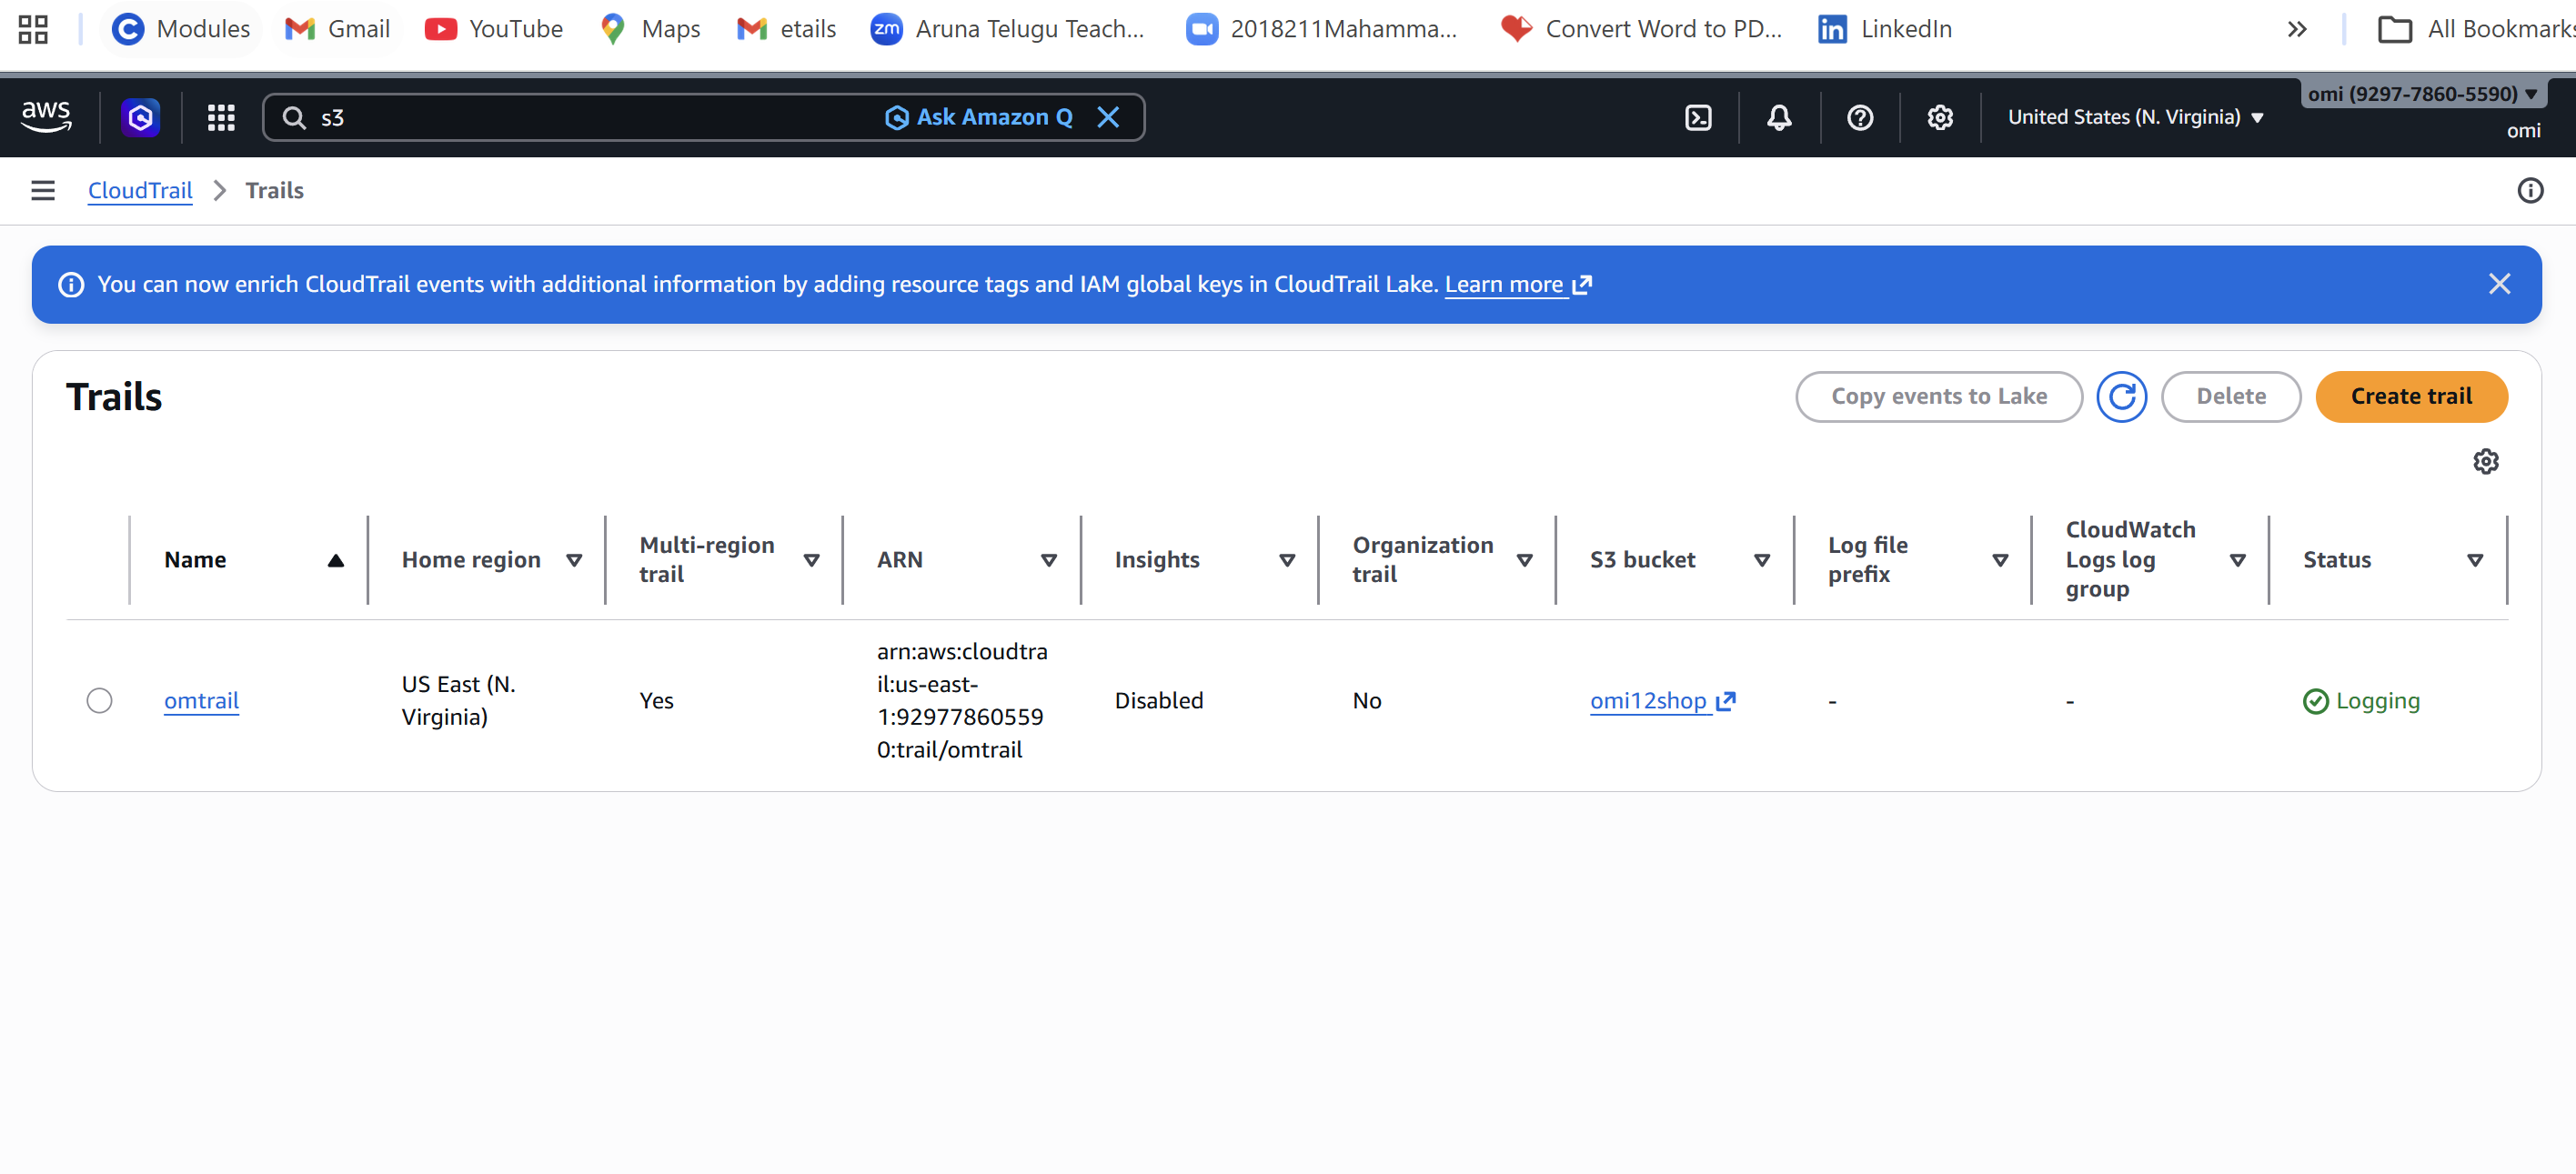 Modules Gmail YouTube Maps etails Aruna Telugu Teach... 2018211Mahamma... Convert Word to PD... LinkedIn All Bookmarks
aws s3 Ask Amazon Q United States (N. Virginia) omi (9297-7860-5590)
omi
CloudTrail Trails
You can now enrich CloudTrail events with additional information by adding resource tags and IAM global keys in CloudTrail Lake. Learn more
Trails
Copy events to Lake Delete Create trail
Name Home region Multi-region trail ARN Insights Organization trail S3 bucket Log file prefix CloudWatch Logs log group Status
omtrail US East (N. Virginia) Yes arn:aws:cloudtrail:us-east-1:929778605590:trail/omtrail Disabled No omi12shop - - Logging